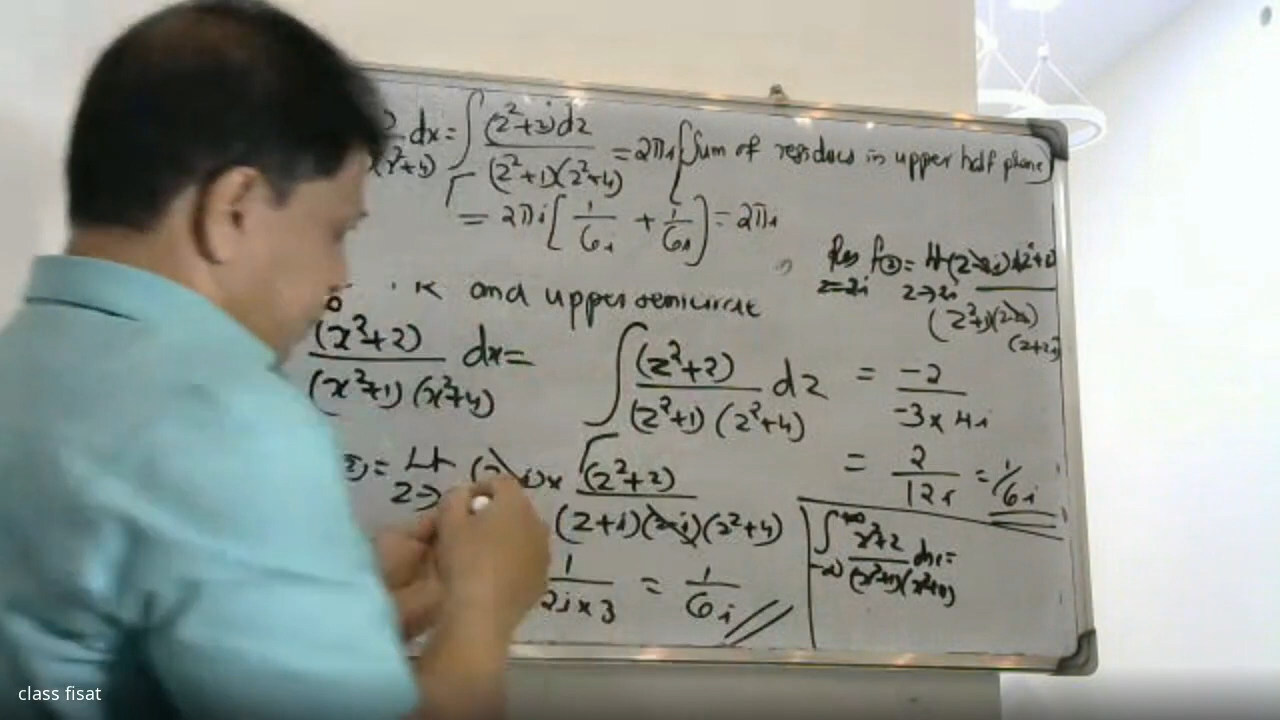 dx = ∫ (z²+2)dz / (z²+1)(z²+4) = 2πi [Sum of residues in upper half plane]
(x²+4)
= 2πi [1/6i + 1/6i] = 2πi
Res f(z) = Lt (z-2i) z²+2 / (z²+1)(z-2i)(z+2i)
z=2i z→2i
and upper semicircle
(x²+2) / (x²+1)(x²+4) dx = ∫ (z²+2) / (z²+1)(z²+4) dz
= -2 / -3×4i
= 2/12i = 1/6i
= Lt z→ (z-i) × (z²+2) / (z+i)(z-i)(z²+4)
1 / 2i×3 = 1/6i
∫ -∞ +∞ x²+2 / (x²+1)(x²+4) dx =
class fisat